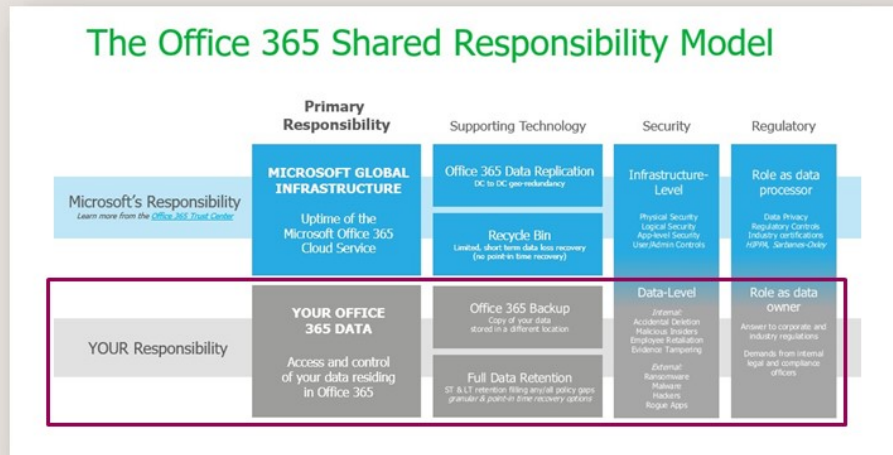 The Office 365 Shared Responsibility Model
Primary
Responsibility
Supporting Technology
Security
Regulatory
Microsoft's Responsibility
Learn more from the Office 365 Trust Center
MICROSOFT GLOBAL
INFRASTRUCTURE
Uptime of the
Microsoft Office 365
Cloud Service
Office 365 Data Replication
DC to DC geo-redundancy
Recycle Bin
Limited, short term data loss recovery
(no point-in time recovery)
Infrastructure-
Level
Physical Security
Logical Security
App-level Security
User/Admin Controls
Role as data
processor
Data Privacy
Regulatory Controls
Industry certifications
HIPPA, Sarbanes-Oxley
YOUR Responsibility
YOUR OFFICE
365 DATA
Access and control
of your data residing
in Office 365
Office 365 Backup
Copy of your data
stored in a different location
Full Data Retention
ST & LT retention filling any/all policy gaps
granular & point-in time recovery options
Data-Level
Internal:
Accidental Deletion
Malicious Insiders
Employee Retaliation
Evidence Tampering
External:
Ransomware
Malware
Hackers
Rogue Apps
Role as data
owner
Answer to corporate and
industry regulations
Demands from internal
legal and compliance
officers